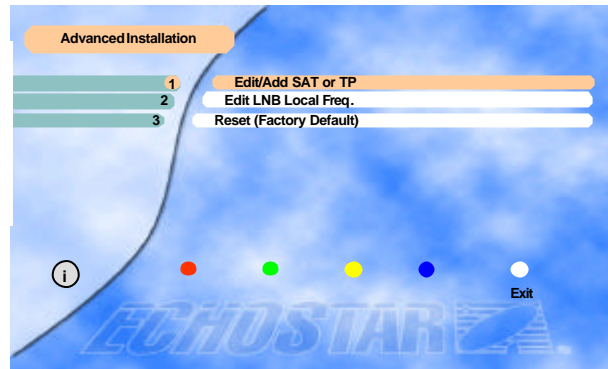 Advanced Installation
1 Edit/Add SAT or TP
2 Edit LNB Local Freq.
3 Reset (Factory Default)
i
Exit
ECHOSTAR